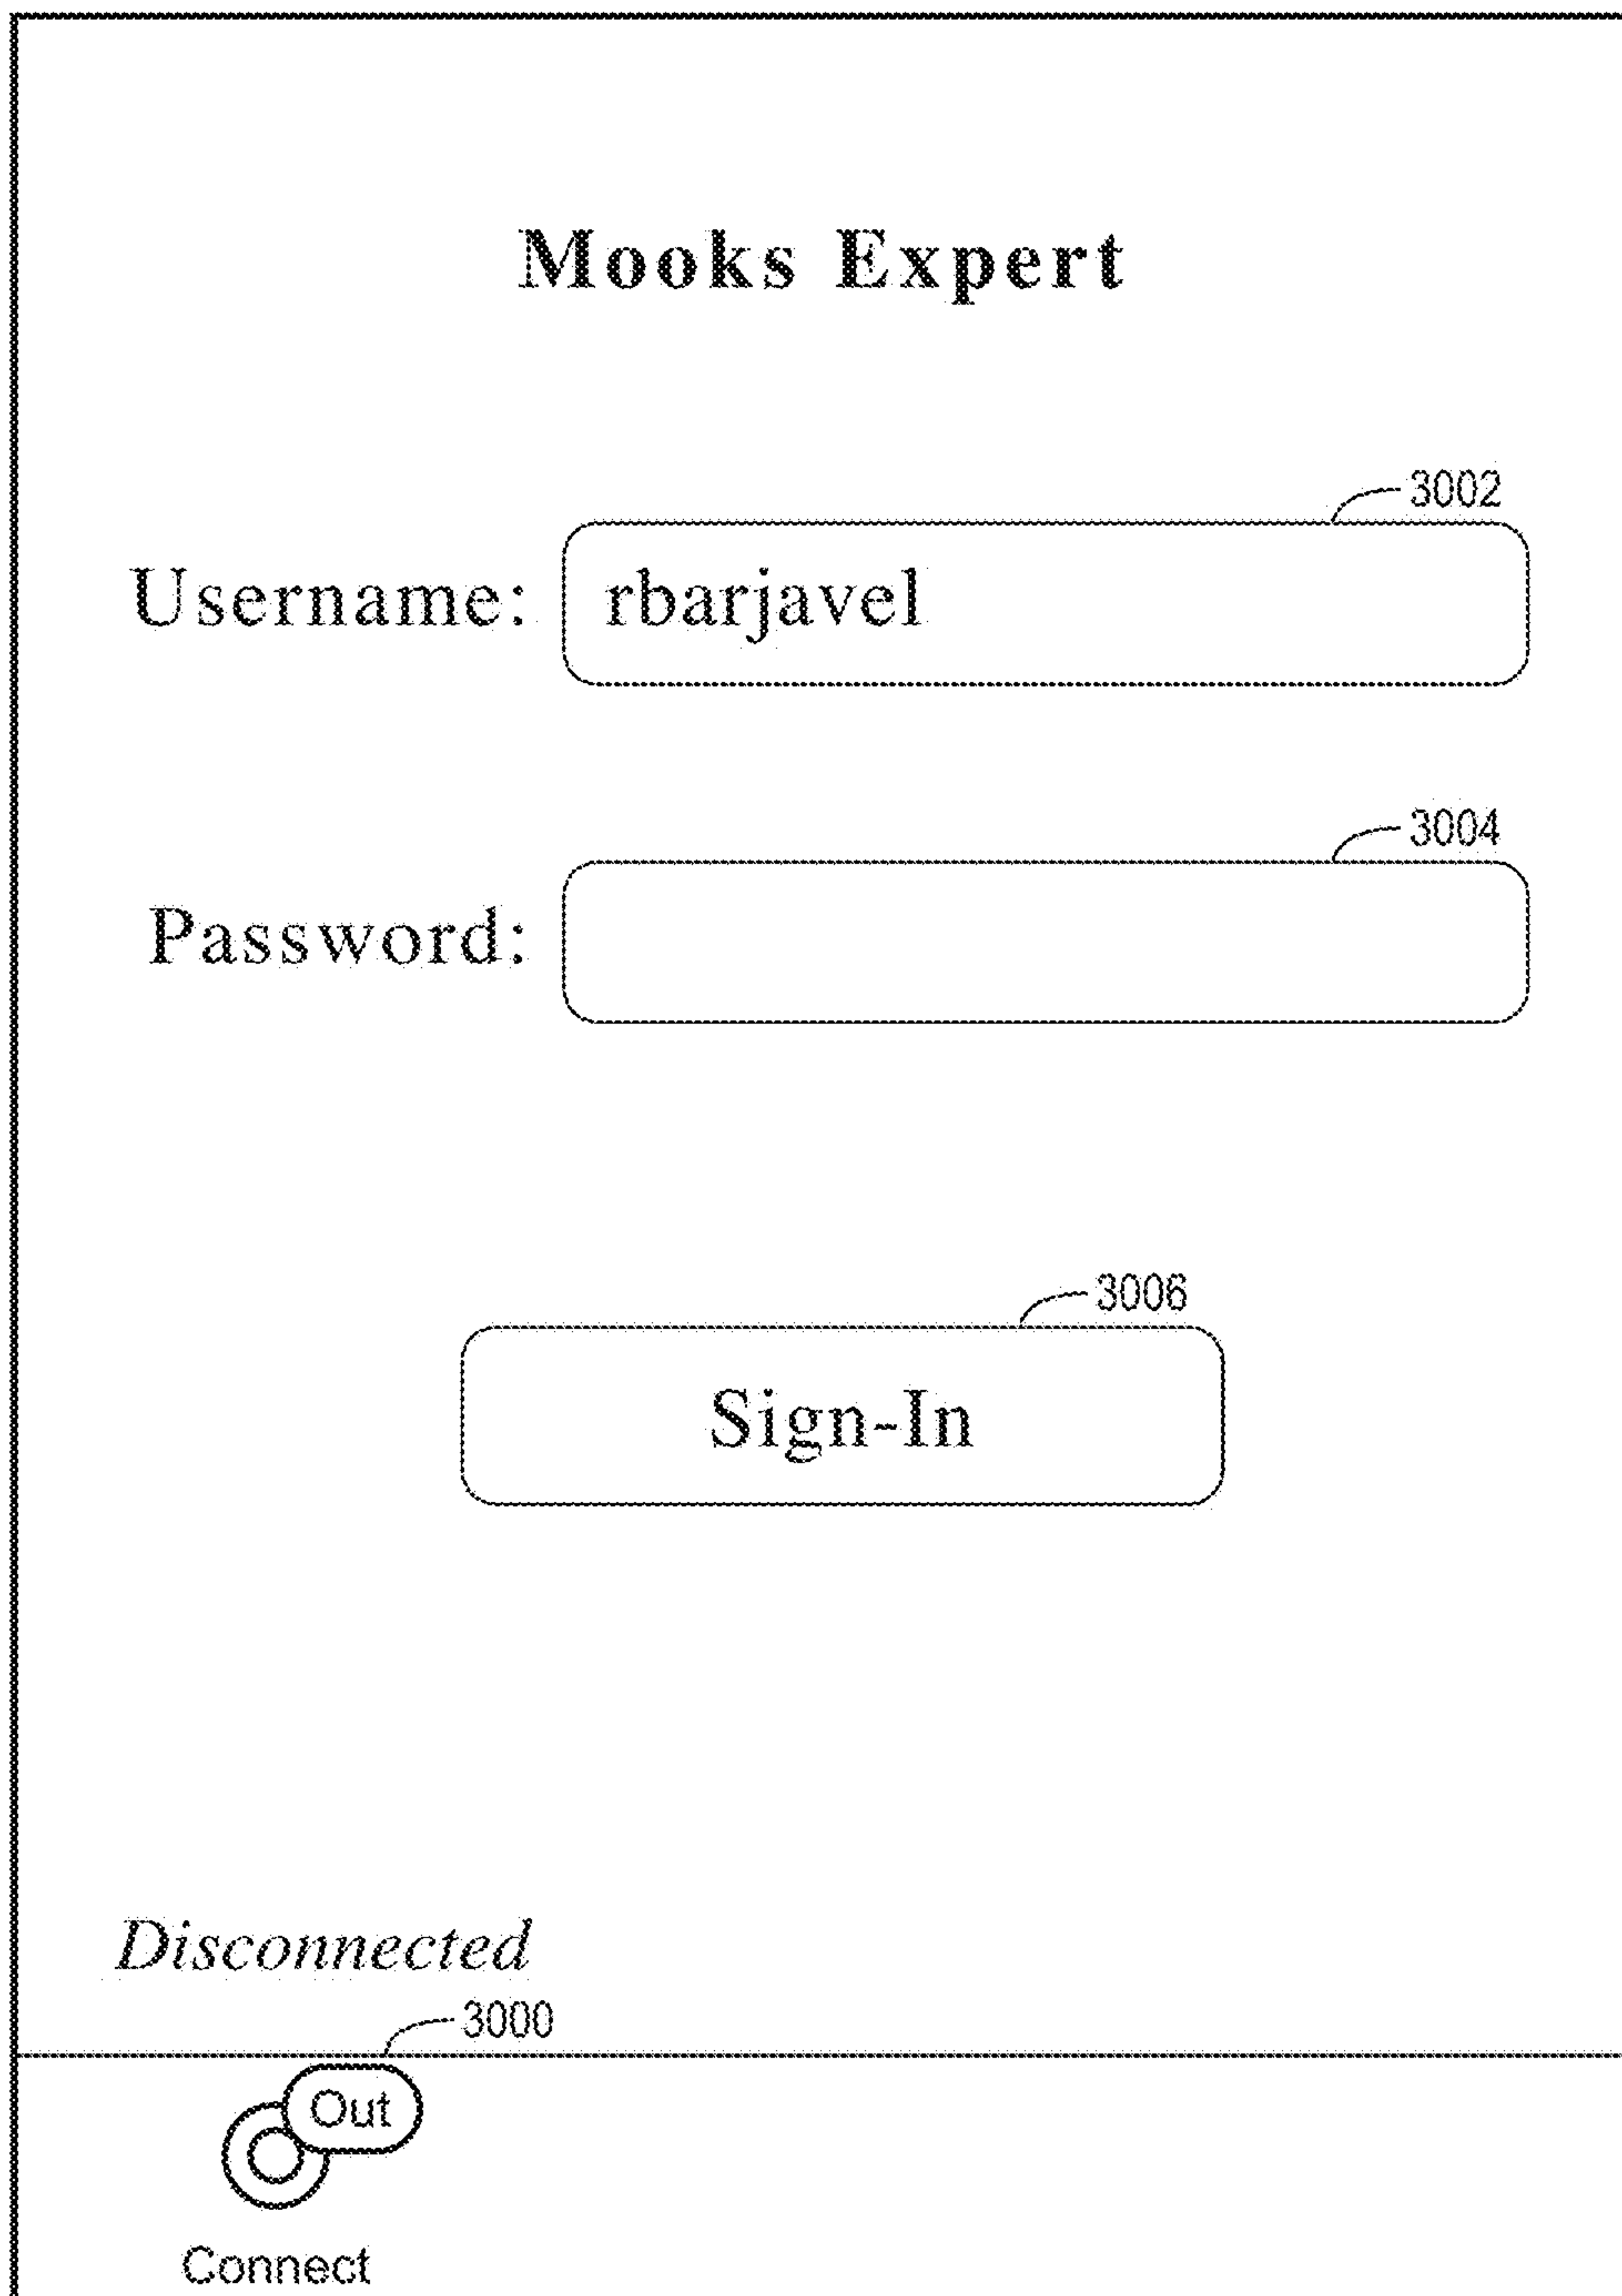 Mooks Expert
3002
Username: rbarjavel
3004
Password:
3006
Sign-In
Disconnected
3000
Out
Connect